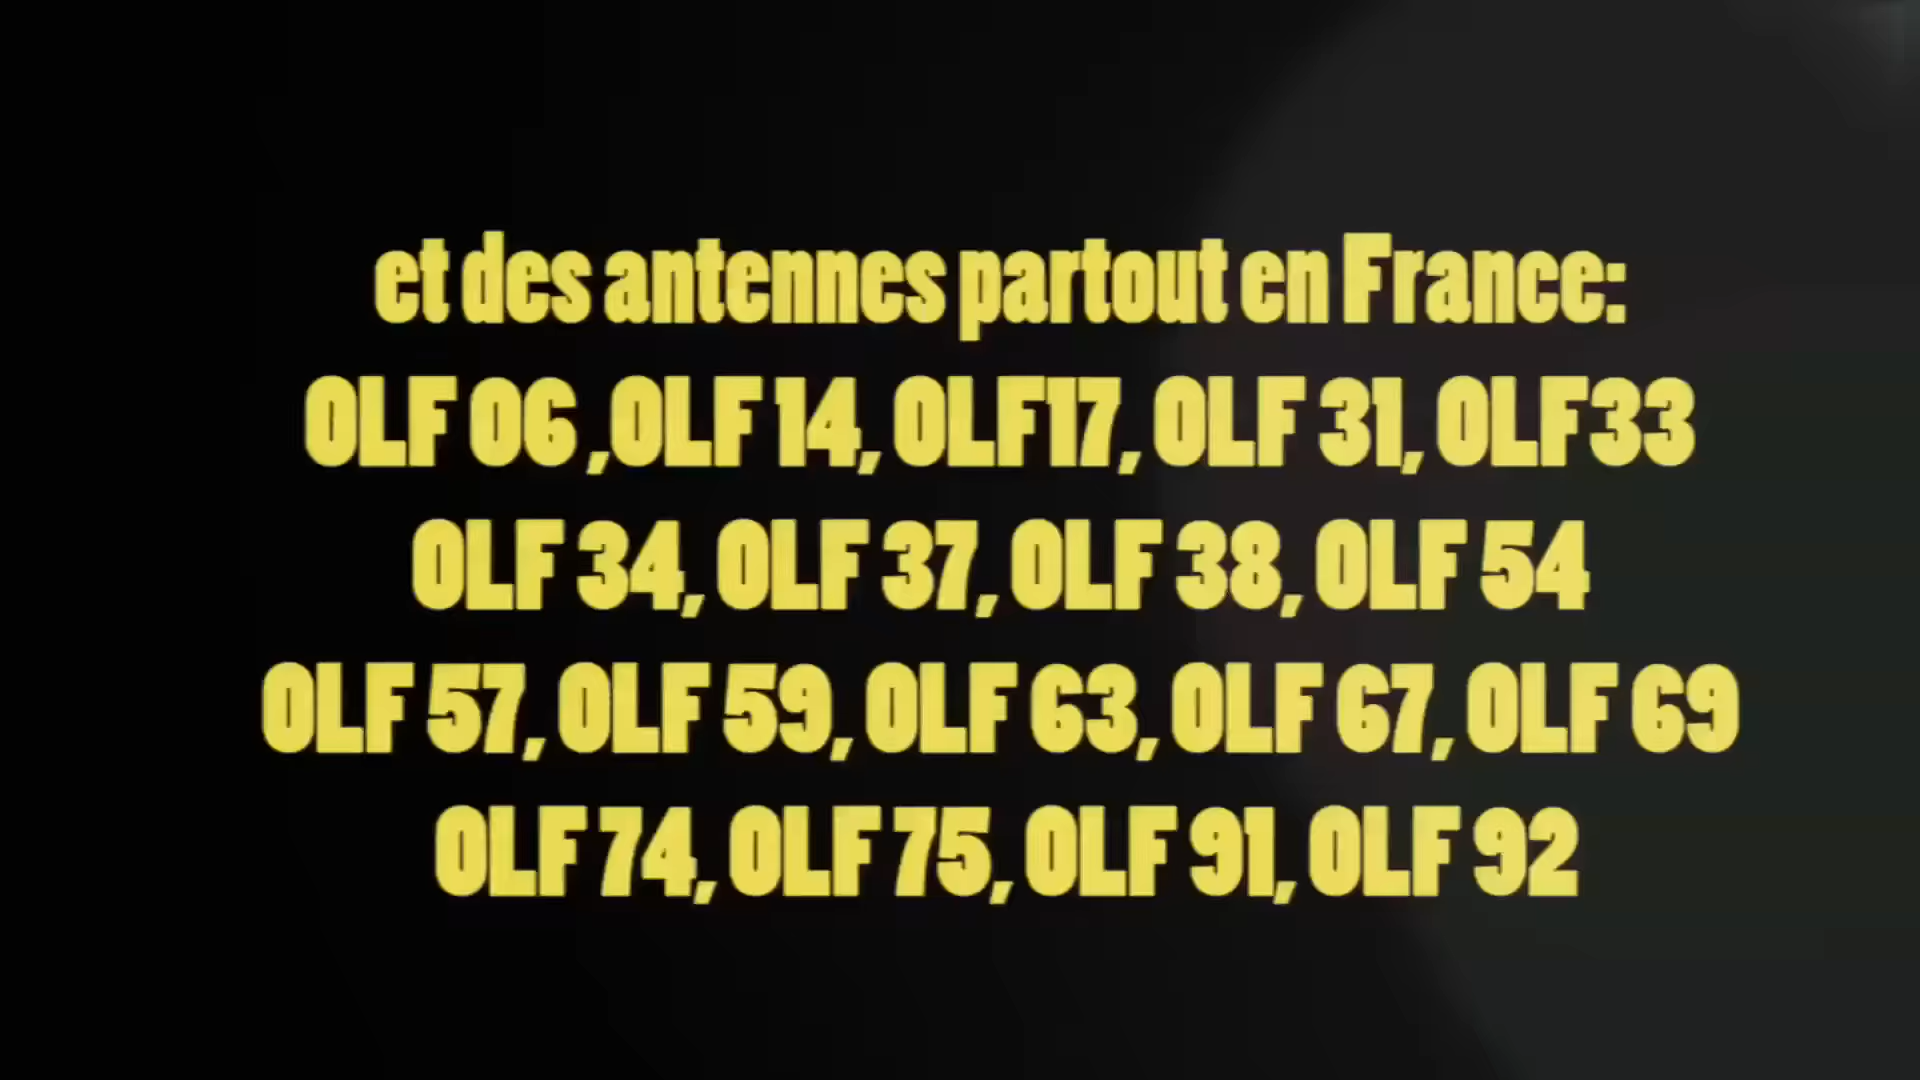 et des antennes partout en France:
OLF 06 ,OLF 14, OLF17, OLF 31, OLF33
OLF 34, OLF 37, OLF 38, OLF 54
OLF 57, OLF 59, OLF 63, OLF 67, OLF 69
OLF 74, OLF 75, OLF 91, OLF 92